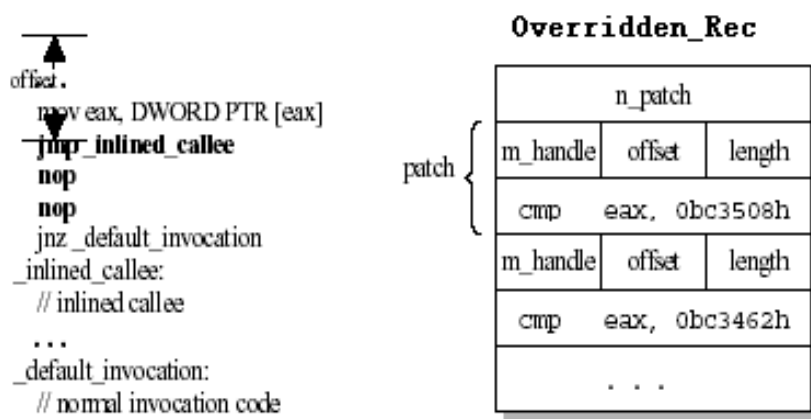 offset.
mov eax, DWORD PTR [eax]
jmp _inlined_callee
nop
nop
jnz _default_invocation
_inlined_callee:
// inlined callee
...
_default_invocation:
// normal invocation code
Overridden_Rec
n_patch
patch
m_handle offset length
cmp eax, 0bc3508h
m_handle offset length
cmp eax, 0bc3462h
. . .